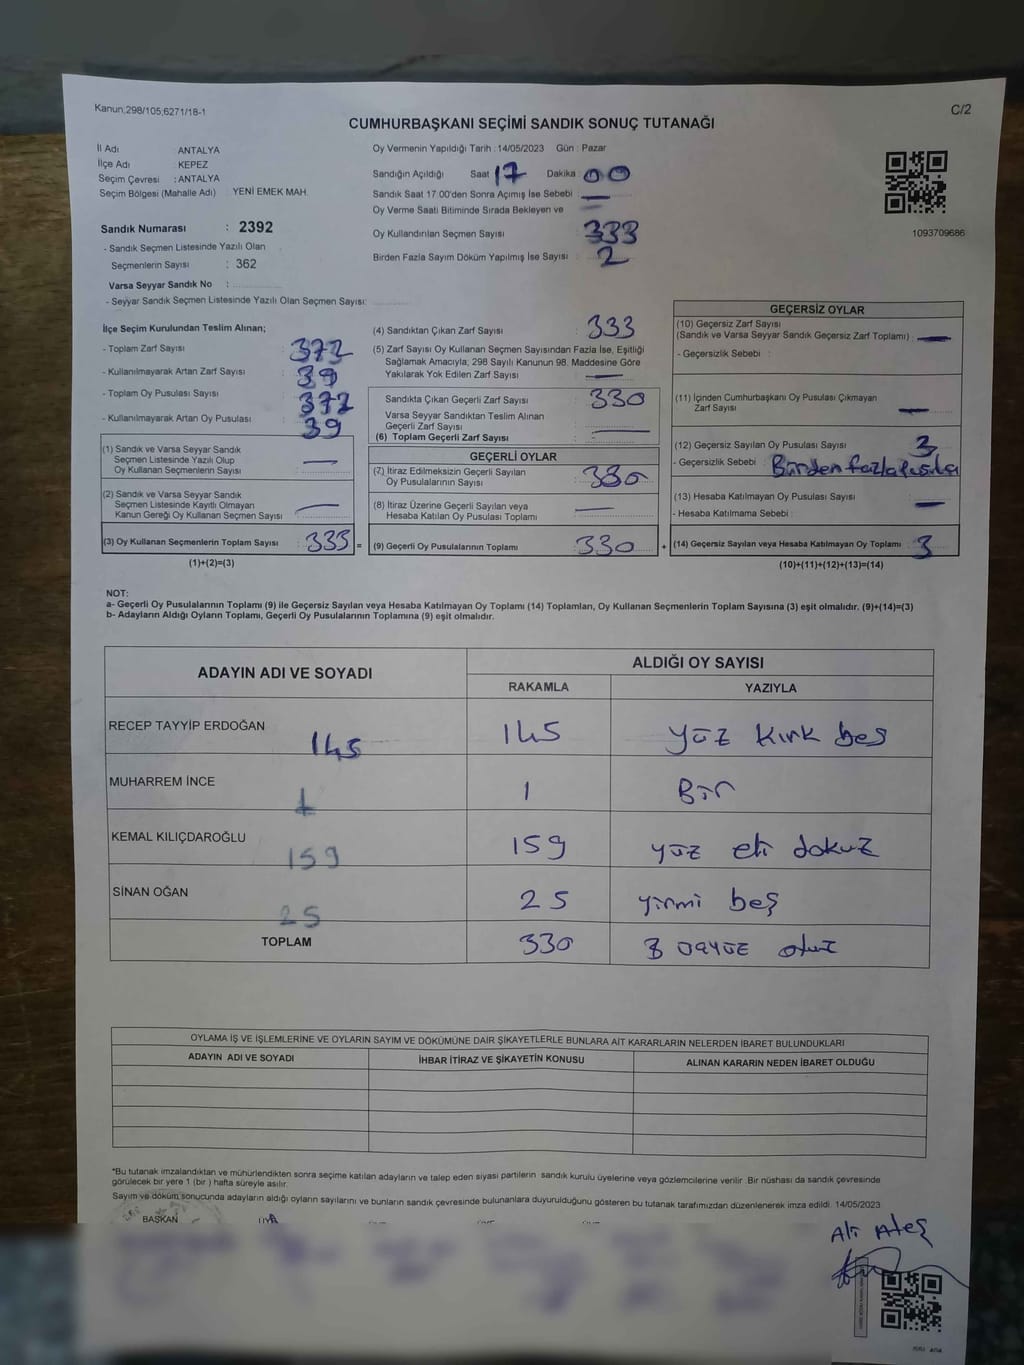 Kanun;298/105;6271/18-1
C/2
CUMHURBAŞKANI SEÇİMİ SANDIK SONUÇ TUTANAĞI
İl Adı : ANTALYA
İlçe Adı : KEPEZ
Seçim Çevresi : ANTALYA
Seçim Bölgesi (Mahalle Adı) : YENİ EMEK MAH.
Sandık Numarası : 2392
- Sandık Seçmen Listesinde Yazılı Olan
Seçmenlerin Sayısı : 362
Varsa Seyyar Sandık No :
- Seyyar Sandık Seçmen Listesinde Yazılı Olan Seçmen Sayısı:
Oy Vermenin Yapıldığı Tarih :14/05/2023 Gün : Pazar
Sandığın Açıldığı Saat : 17 Dakika : 00
Sandık Saat 17:00'den Sonra Açımış İse Sebebi : —
Oy Verme Saati Bitiminde Sırada Bekleyen ve
Oy Kullandırılan Seçmen Sayısı : 333
Birden Fazla Sayım Döküm Yapılmış İse Sayısı : 2
1093709686
İlçe Seçim Kurulundan Teslim Alınan;
- Toplam Zarf Sayısı : 372
- Kullanılmayarak Artan Zarf Sayısı : 39
- Toplam Oy Pusulası Sayısı : 372
- Kullanılmayarak Artan Oy Pusulası : 39
(1) Sandık ve Varsa Seyyar Sandık
Seçmen Listesinde Yazılı Olup
Oy Kullanan Seçmenlerin Sayısı : —
(2) Sandık ve Varsa Seyyar Sandık
Seçmen Listesinde Kayıtlı Olmayan
Kanun Gereği Oy Kullanan Seçmen Sayısı : —
(3) Oy Kullanan Seçmenlerin Toplam Sayısı : 333 =
(1)+(2)=(3)
(4) Sandıktan Çıkan Zarf Sayısı : 333
(5) Zarf Sayısı Oy Kullanan Seçmen Sayısından Fazla İse, Eşitliği
Sağlamak Amacıyla; 298 Sayılı Kanunun 98. Maddesine Göre
Yakılarak Yok Edilen Zarf Sayısı : —
Sandıkta Çıkan Geçerli Zarf Sayısı : 330
Varsa Seyyar Sandıktan Teslim Alınan
Geçerli Zarf Sayısı : —
(6) Toplam Geçerli Zarf Sayısı :
GEÇERLİ OYLAR
(7) İtiraz Edilmeksizin Geçerli Sayılan
Oy Pusulalarının Sayısı : 330
(8) İtiraz Üzerine Geçerli Sayılan veya
Hesaba Katılan Oy Pusulası Toplamı : —
(9) Geçerli Oy Pusulalarının Toplamı : 330 +
GEÇERSİZ OYLAR
(10) Geçersiz Zarf Sayısı
(Sandık ve Varsa Seyyar Sandık Geçersiz Zarf Toplamı) : —
- Geçersizlik Sebebi :
(11) İçinden Cumhurbaşkanı Oy Pusulası Çıkmayan
Zarf Sayısı : —
(12) Geçersiz Sayılan Oy Pusulası Sayısı : 3
- Geçersizlik Sebebi : Birden fazla pusula
(13) Hesaba Katılmayan Oy Pusulası Sayısı : —
- Hesaba Katılmama Sebebi :
(14) Geçersiz Sayılan veya Hesaba Katılmayan Oy Toplamı : 3
(10)+(11)+(12)+(13)=(14)
NOT:
a- Geçerli Oy Pusulalarının Toplamı (9) ile Geçersiz Sayılan veya Hesaba Katılmayan Oy Toplamı (14) Toplamları, Oy Kullanan Seçmenlerin Toplam Sayısına (3) eşit olmalıdır. (9)+(14)=(3)
b- Adayların Aldığı Oyların Toplamı, Geçerli Oy Pusulalarının Toplamına (9) eşit olmalıdır.
ADAYIN ADI VE SOYADI
ALDIĞI OY SAYISI
RAKAMLA YAZIYLA
RECEP TAYYİP ERDOĞAN 145 145 yüz kırk beş
MUHARREM İNCE 1 1 Bir
KEMAL KILIÇDAROĞLU 159 159 yüz elli dokuz
SİNAN OĞAN 25 25 yirmi beş
TOPLAM 330 otuz
OYLAMA İŞ VE İŞLEMLERİNE VE OYLARIN SAYIM VE DÖKÜMÜNE DAİR ŞİKAYETLERLE BUNLARA AİT KARARLARIN NELERDEN İBARET BULUNDUKLARI
ADAYIN ADI VE SOYADI İHBAR İTİRAZ VE ŞİKAYETİN KONUSU ALINAN KARARIN NEDEN İBARET OLDUĞU
*Bu tutanak imzalandıktan ve mühürlendikten sonra seçime katılan adayların ve talep eden siyasi partilerin sandık kurulu üyelerine veya gözlemcilerine verilir. Bir nüshası da sandık çevresinde
görülecek bir yere 1 (bir ) hafta süreyle asılır.
Sayım ve döküm sonucunda adayların aldığı oyların sayılarını ve bunların sandık çevresinde bulunanlara duyurulduğunu gösteren bu tutanak tarafımızdan düzenlenerek imza edildi. 14/05/2023
BAŞKAN
Ali Ateş